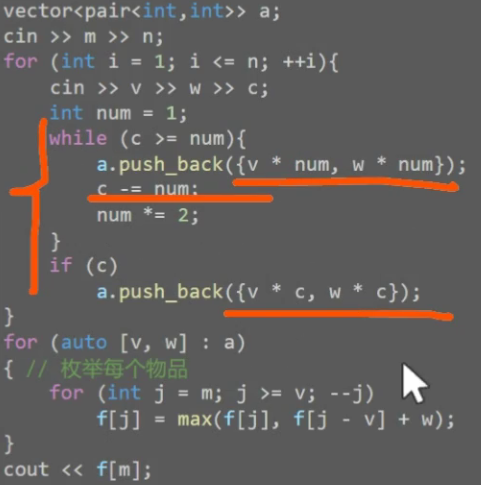 vector<pair<int,int>> a;
cin >> m >> n;
for (int i = 1; i <= n; ++i){
    cin >> v >> w >> c;
    int num = 1;
    while (c >= num){
        a.push_back({v * num, w * num});
        c -= num;
        num *= 2;
    }
    if (c)
        a.push_back({v * c, w * c});
}
for (auto [v, w] : a)
{ // 枚举每个物品
    for (int j = m; j >= v; --j)
        f[j] = max(f[j], f[j - v] + w);
}
cout << f[m];